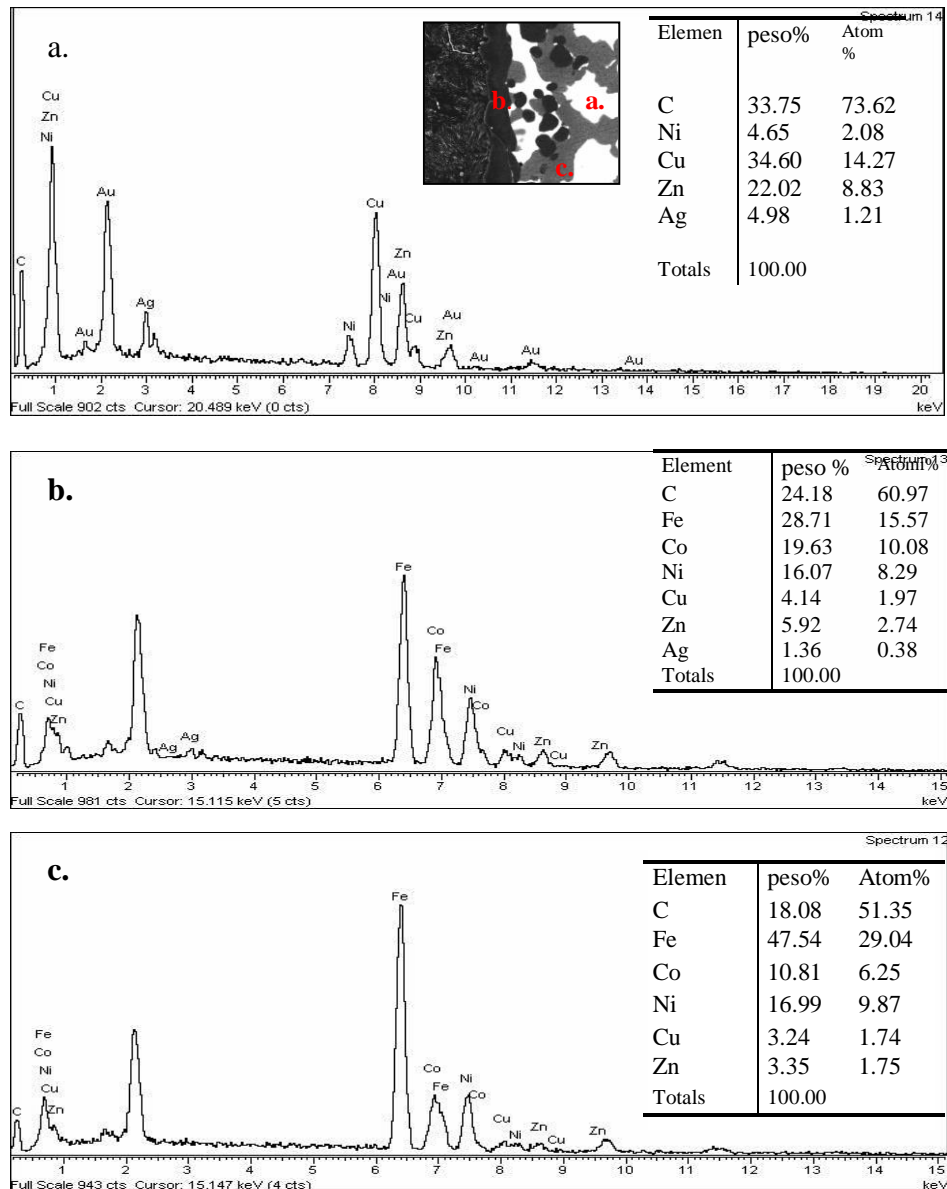 Spectrum 14
a.
b. a.
c.
Elemen peso% Atom
%
C 33.75 73.62
Ni 4.65 2.08
Cu 34.60 14.27
Zn 22.02 8.83
Ag 4.98 1.21
Totals 100.00
Cu
Zn
Ni
Au
C
Au
Ag
Ni
Cu
Ni
Zn
Au
Cu
Au
Zn
Au
Au
Au
1 2 3 4 5 6 7 8 9 10 11 12 13 14 15 16 17 18 19 20
Full Scale 902 cts Cursor: 20.489 keV (0 cts) keV
Spectrum 13
b.
Element peso % Atom%
C 24.18 60.97
Fe 28.71 15.57
Co 19.63 10.08
Ni 16.07 8.29
Cu 4.14 1.97
Zn 5.92 2.74
Ag 1.36 0.38
Totals 100.00
Fe
Co
Ni
Cu
Zn
C
Ag
Ag
Fe
Co
Fe
Ni
Co
Cu
Ni
Zn
Cu
Zn
1 2 3 4 5 6 7 8 9 10 11 12 13 14 15
Full Scale 981 cts Cursor: 15.115 keV (5 cts) keV
Spectrum 12
c.
Elemen peso% Atom%
C 18.08 51.35
Fe 47.54 29.04
Co 10.81 6.25
Ni 16.99 9.87
Cu 3.24 1.74
Zn 3.35 1.75
Totals 100.00
Fe
Co
Ni
Cu
Zn
C
Fe
Co
Fe
Ni
Co
Cu
Ni
Zn
Cu
Zn
1 2 3 4 5 6 7 8 9 10 11 12 13 14 15
Full Scale 943 cts Cursor: 15.147 keV (4 cts) keV